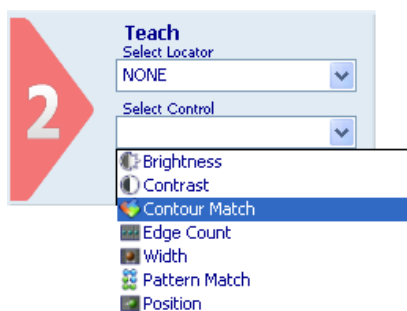 2
Teach
Select Locator
NONE
Select Control
Brightness
Contrast
Contour Match
Edge Count
Width
Pattern Match
Position